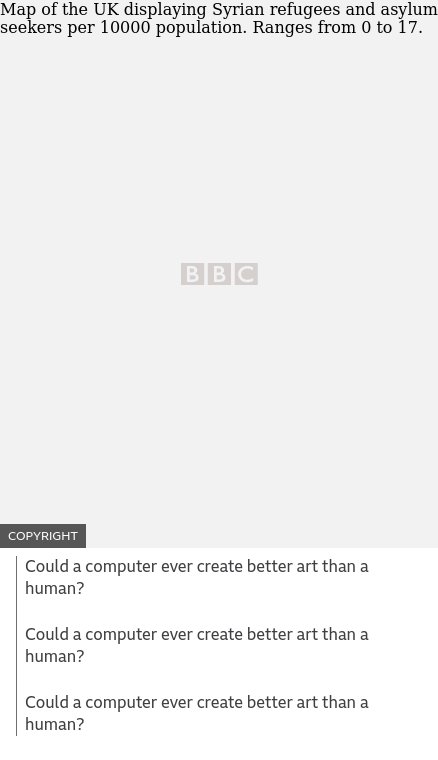 Map of the UK displaying Syrian refugees and asylum
seekers per 10000 population. Ranges from 0 to 17.
BBC
COPYRIGHT
Could a computer ever create better art than a
human?
Could a computer ever create better art than a
human?
Could a computer ever create better art than a
human?